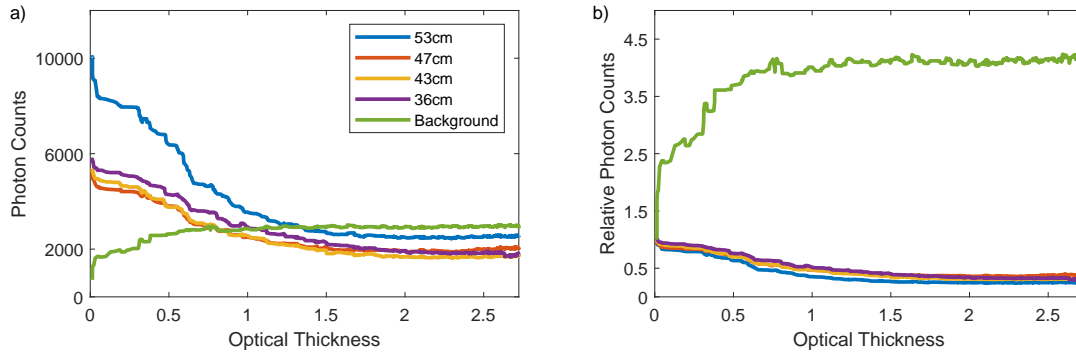 a)
Photon Counts
10000
6000
2000
0
53cm
47cm
43cm
36cm
Background
0 0.5 1 1.5 2 2.5
Optical Thickness
b)
Relative Photon Counts
4.5
3.5
2.5
1.5
0.5
0
0 0.5 1 1.5 2 2.5
Optical Thickness